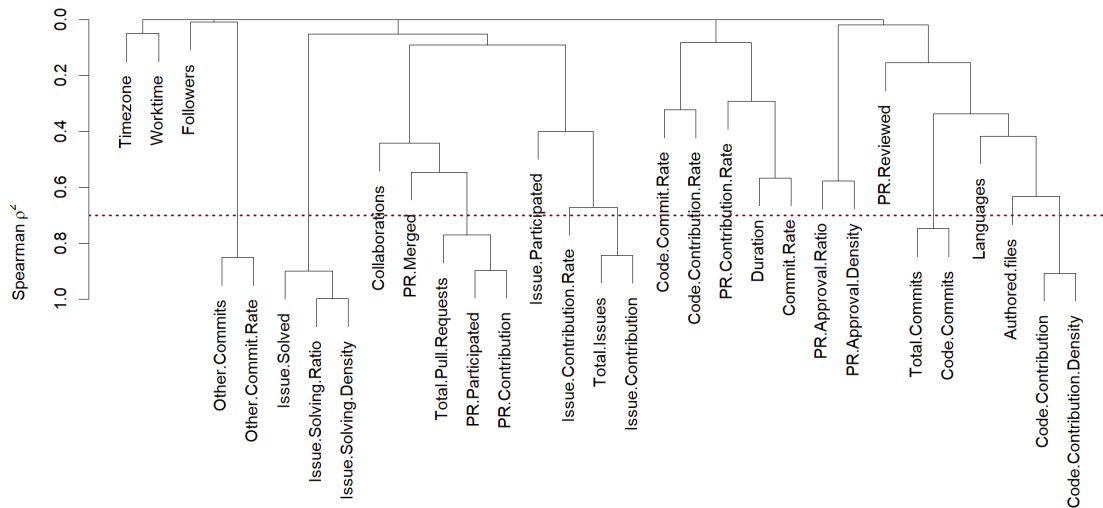 Spearman ρ²
0.0
0.2
0.4
0.6
0.8
1.0
Timezone
Worktime
Followers
Other.Commits
Other.Commit.Rate
Issue.Solved
Issue.Solving.Ratio
Issue.Solving.Density
Collaborations
PR.Merged
Total.Pull.Requests
PR.Participated
PR.Contribution
Issue.Participated
Issue.Contribution.Rate
Total.Issues
Issue.Contribution
Code.Commit.Rate
Code.Contribution.Rate
PR.Contribution.Rate
Duration
Commit.Rate
PR.Approval.Ratio
PR.Approval.Density
PR.Reviewed
Total.Commits
Code.Commits
Languages
Authored.files
Code.Contribution
Code.Contribution.Density